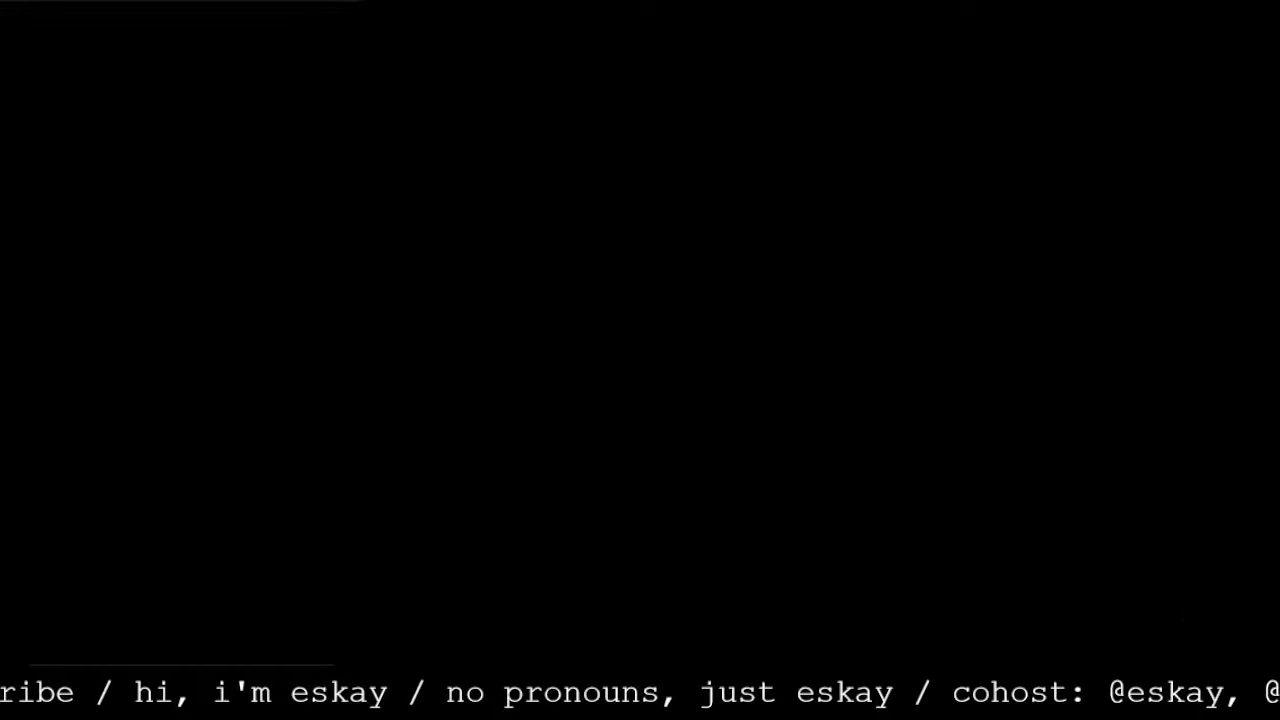 ribe / hi, i'm eskay / no pronouns, just eskay / cohost: @eskay, @